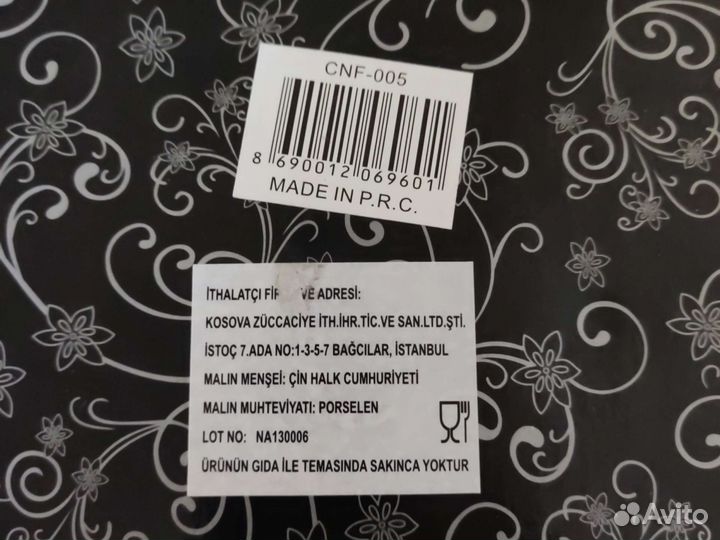 CNF-005
8 690012 069601
MADE IN P.R.C.
İTHALATÇI Fİ VE ADRESİ:
KOSOVA ZÜCCACİYE İTH.İHR.TİC.VE SAN.LTD.ŞTİ.
İSTOÇ 7.ADA NO:1-3-5-7 BAĞCILAR, İSTANBUL
MALIN MENŞEİ: ÇİN HALK CUMHURİYETİ
MALIN MUHTEVİYATI: PORSELEN
LOT NO: NA130006
ÜRÜNÜN GIDA İLE TEMASINDA SAKINCA YOKTUR
Avito